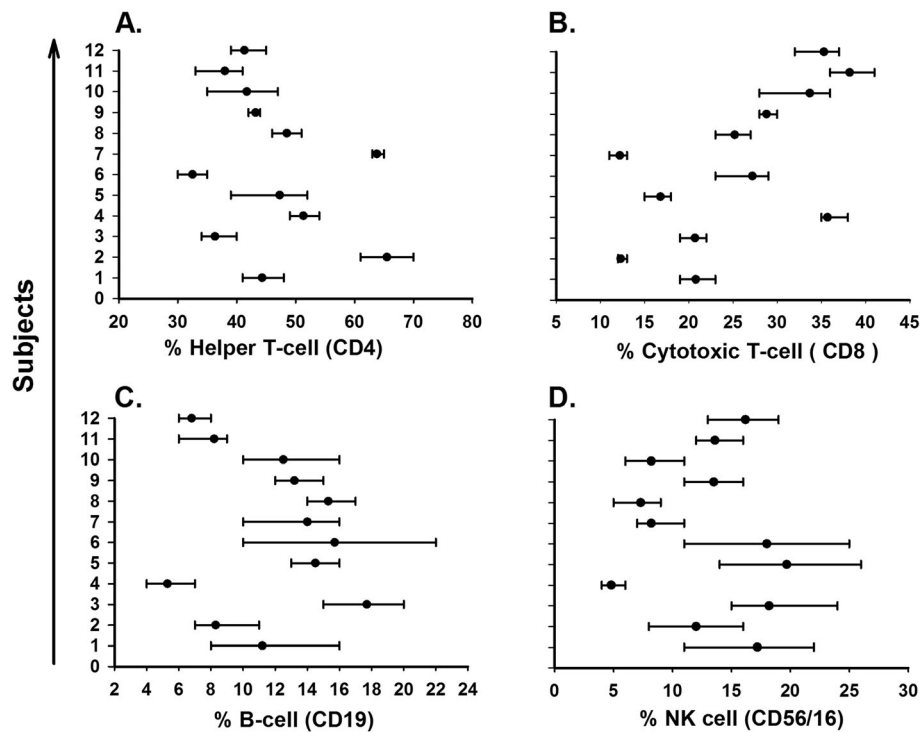 A.
12
11
10
9
8
7
6
5
4
3
2
1
0
20 30 40 50 60 70 80
% Helper T-cell (CD4)
B.
5 10 15 20 25 30 35 40 45
% Cytotoxic T-cell ( CD8 )
Subjects
C.
12
11
10
9
8
7
6
5
4
3
2
1
0
2 4 6 8 10 12 14 16 18 20 22 24
% B-cell (CD19)
D.
0 5 10 15 20 25 30
% NK cell (CD56/16)